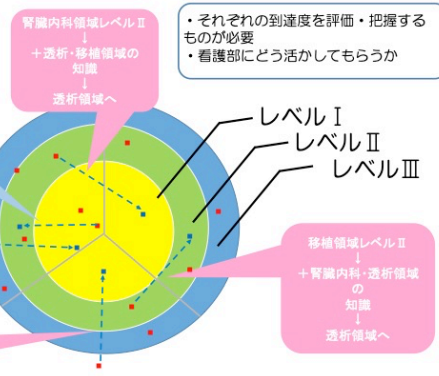 腎臓内科領域レベルⅡ
↓
＋透析・移植領域の
知識
↓
透析領域へ
・それぞれの到達度を評価・把握する
ものが必要
・看護部にどう活かしてもらうか
レベルⅠ
レベルⅡ
レベルⅢ
移植領域レベルⅡ
↓
＋腎臓内科・透析領域
の
知識
↓
透析領域へ